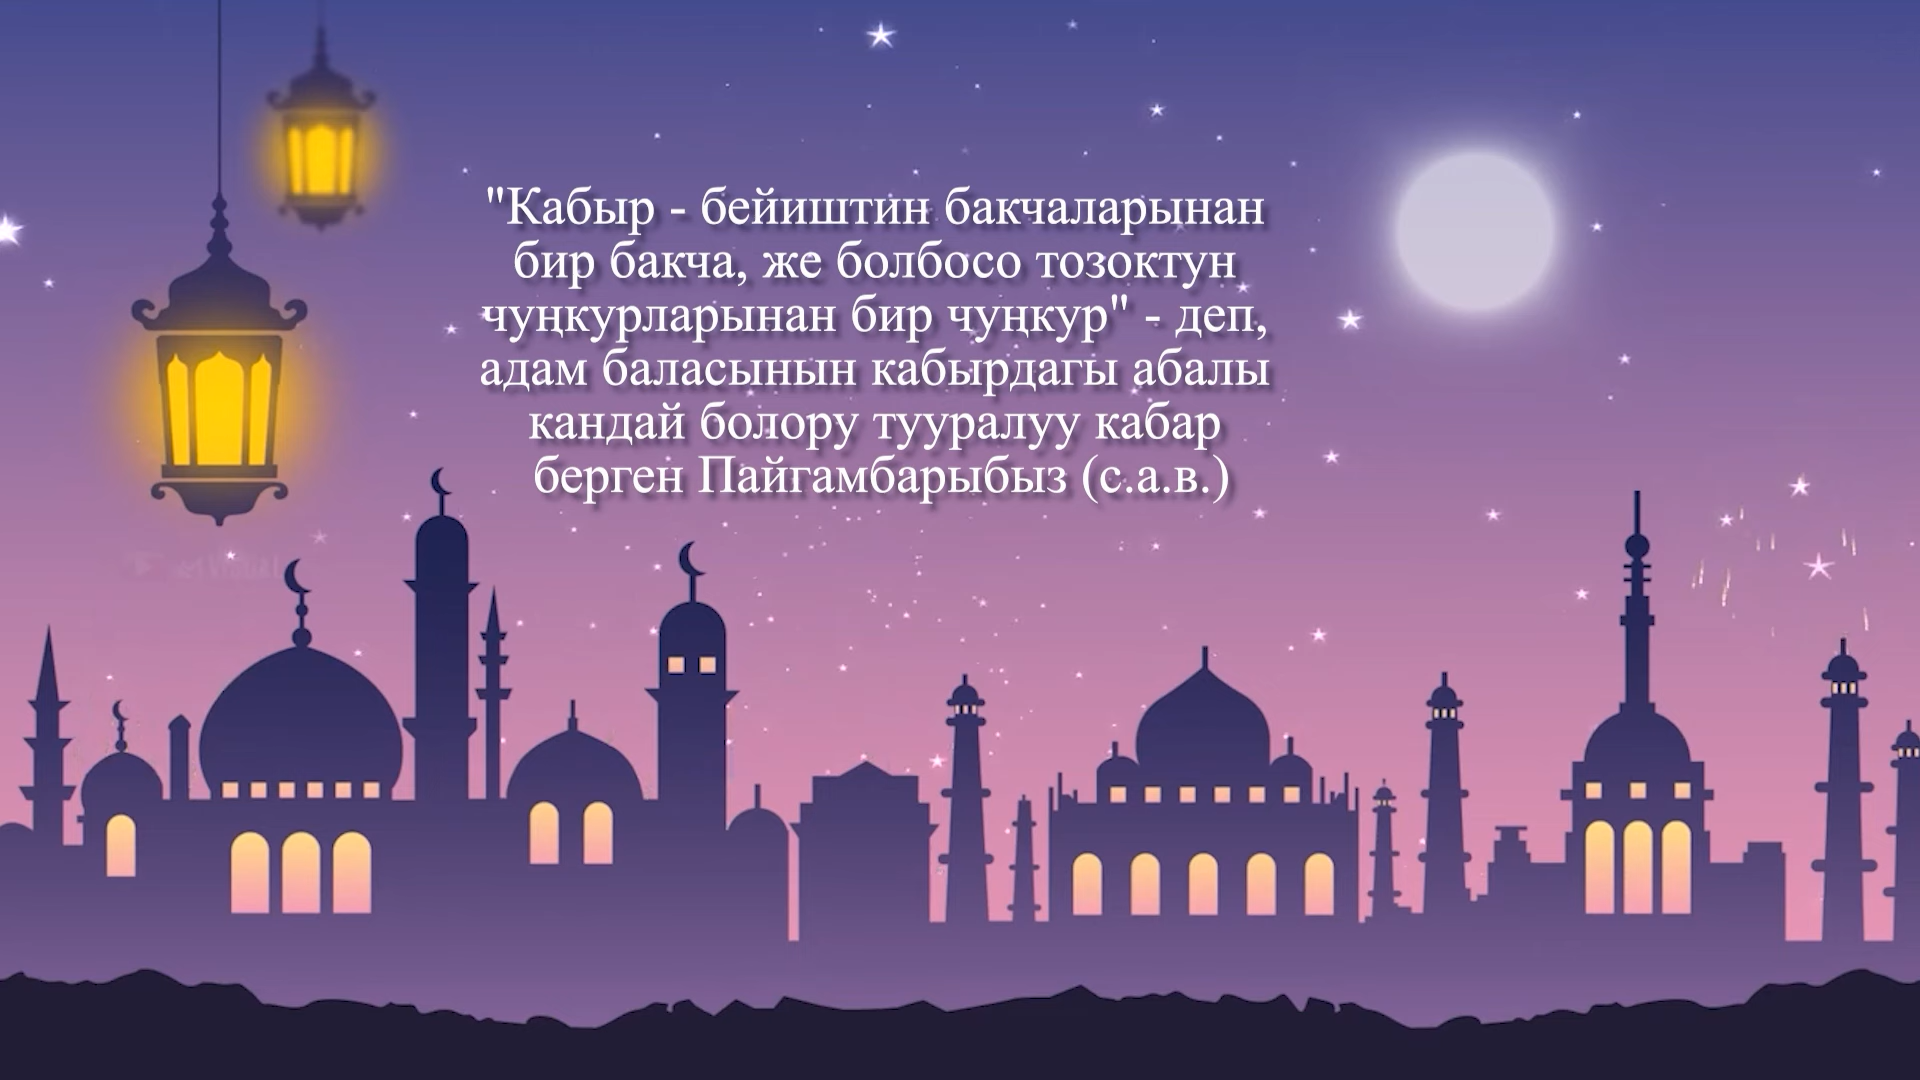 "Кабыр - бейиштин бакчаларынан
бир бакча, же болбосо тозоктун
чуңкурларынан бир чуңкур" - деп,
адам баласынын кабырдагы абалы
кандай болору тууралуу кабар
берген Пайгамбарыбыз (с.а.в.)